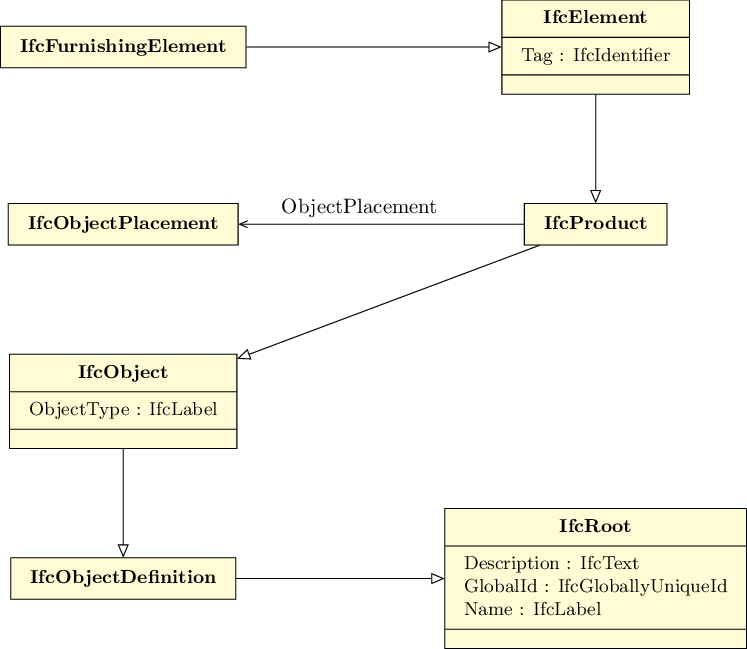 IfcFurnishingElement
IfcElement
Tag : IfcIdentifier
ObjectPlacement
IfcObjectPlacement
IfcProduct
IfcObject
ObjectType : IfcLabel
IfcObjectDefinition
IfcRoot
Description : IfcText
GlobalId : IfcGloballyUniqueId
Name : IfcLabel